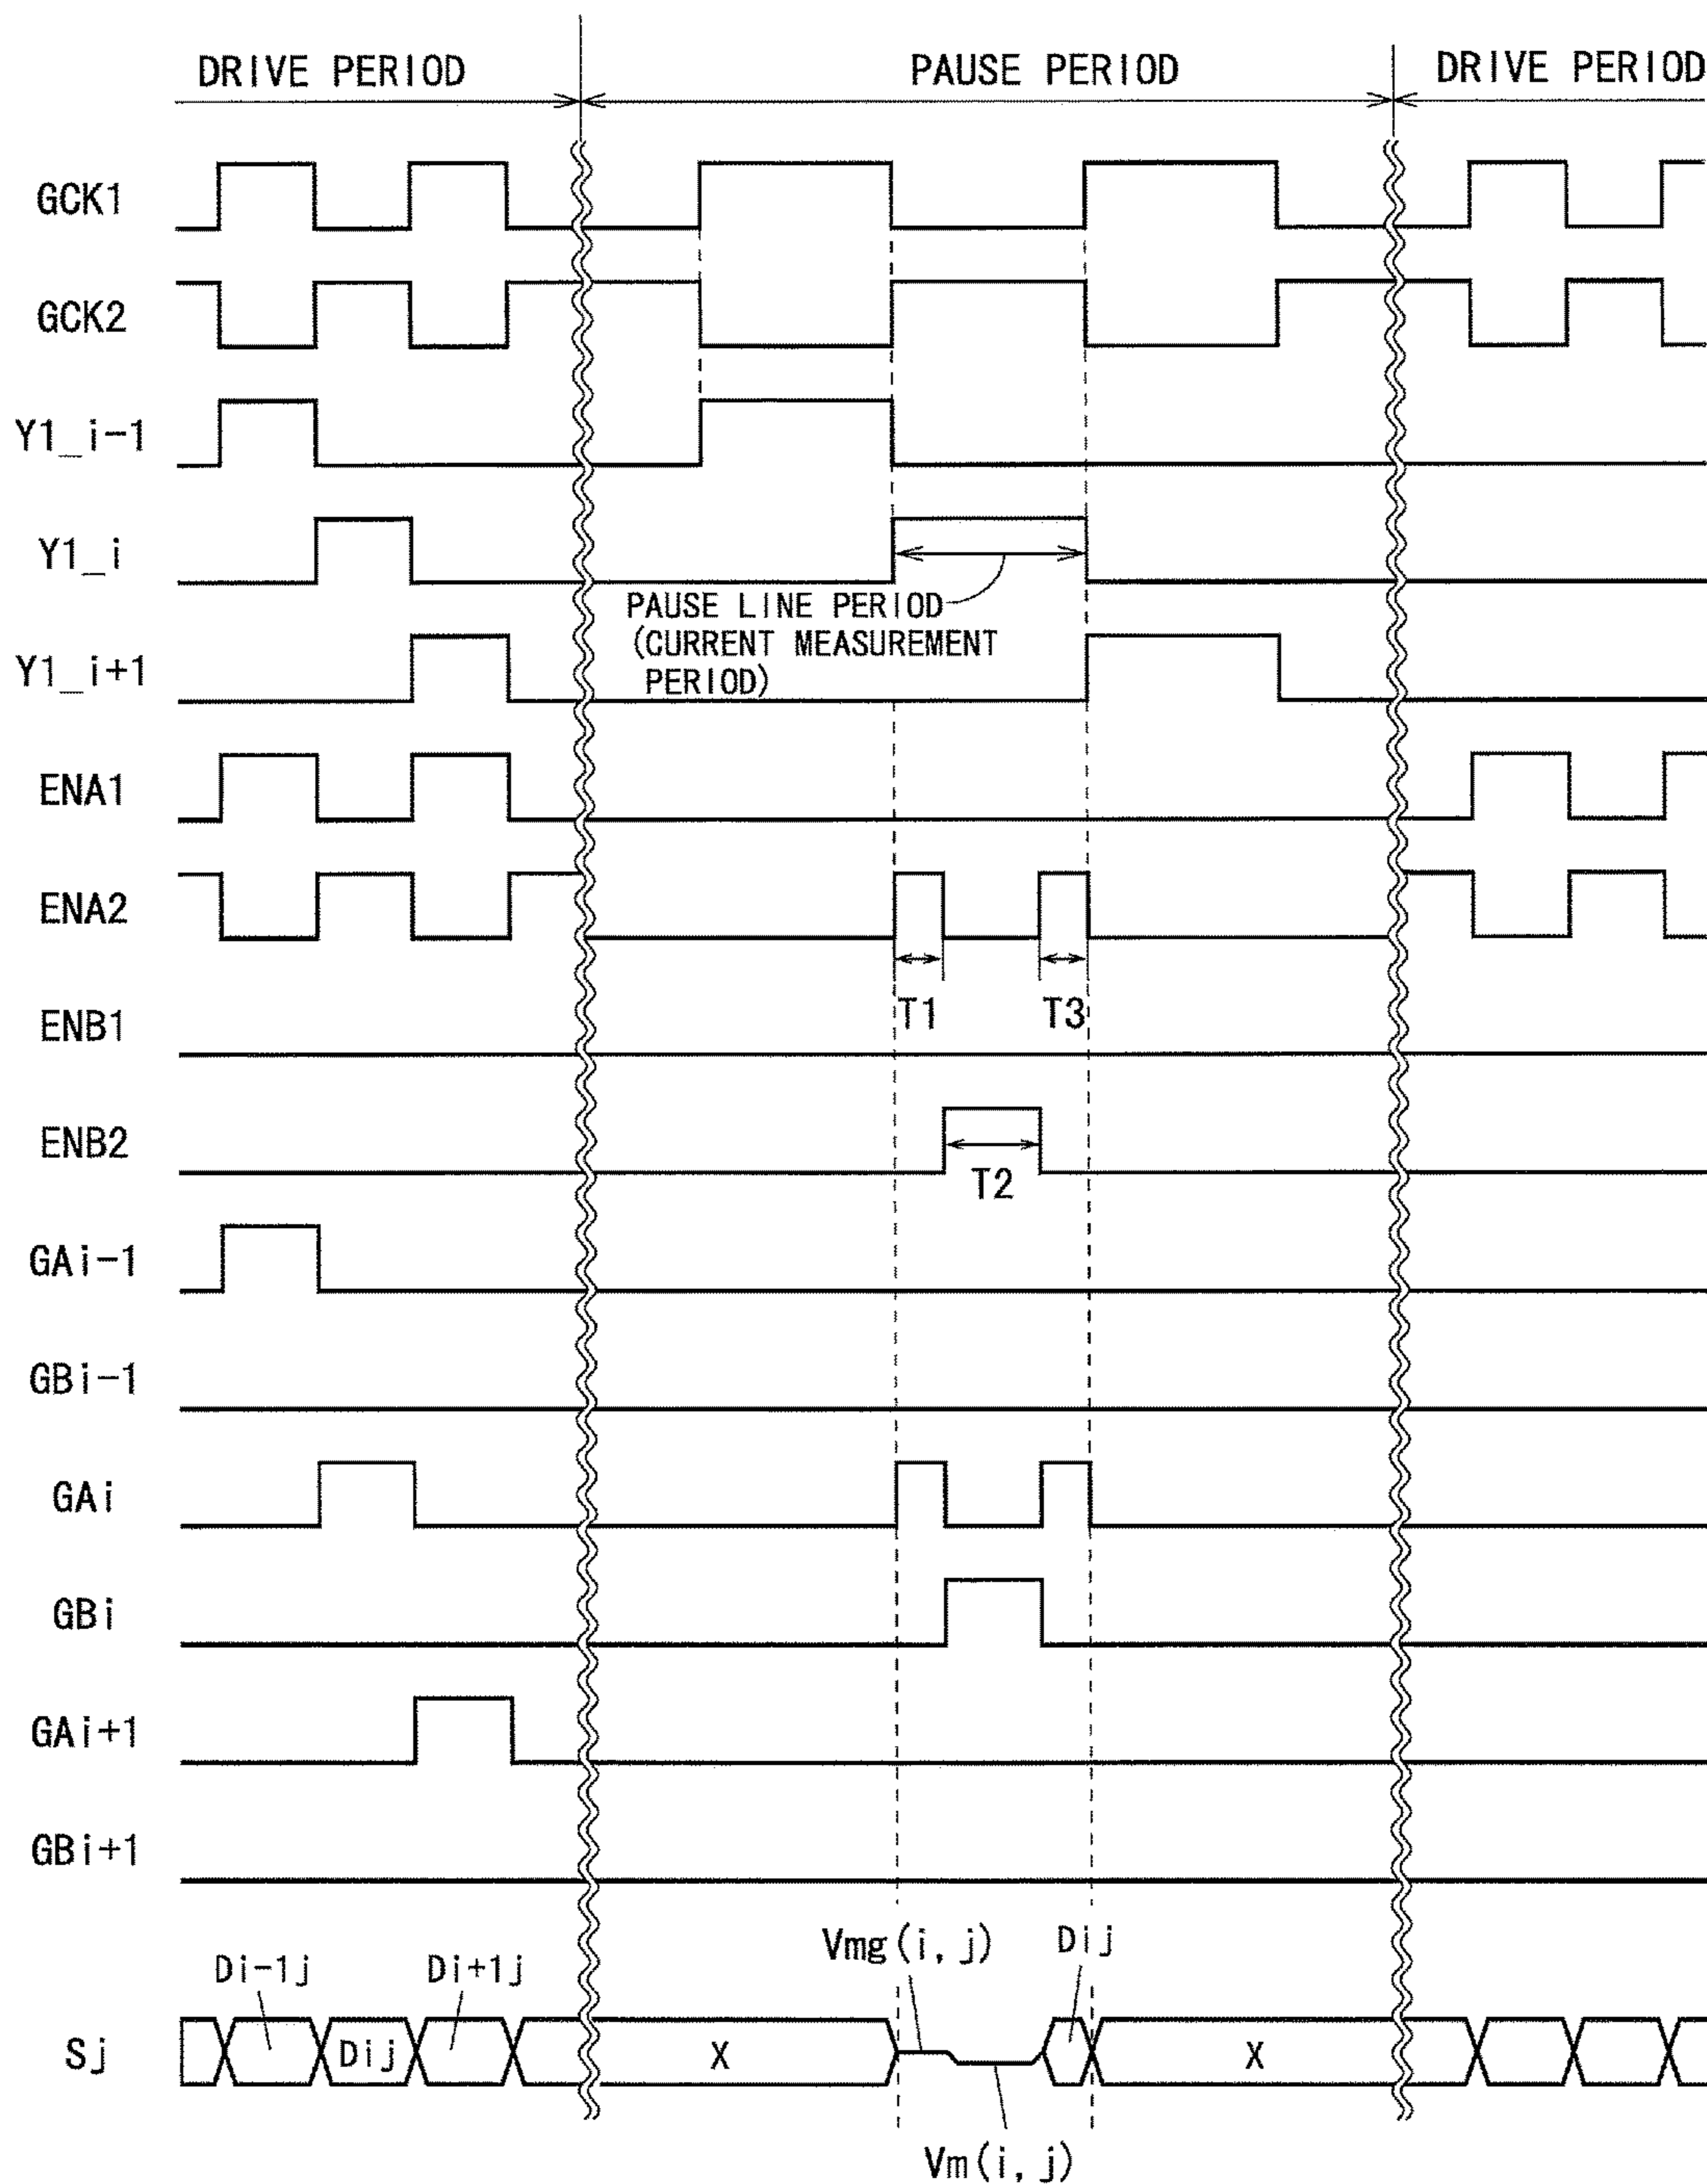 DRIVE PERIOD
PAUSE PERIOD
DRIVE PERIOD
GCK1
GCK2
Y1_i-1
Y1_i
PAUSE LINE PERIOD
(CURRENT MEASUREMENT
PERIOD)
Y1_i+1
ENA1
ENA2
T1
T3
ENB1
ENB2
T2
GAi-1
GBi-1
GAi
GBi
GAi+1
GBi+1
Vmg(i, j)
Dij
Di-1j
Di+1j
Sj
Dij
X
X
Vm(i, j)